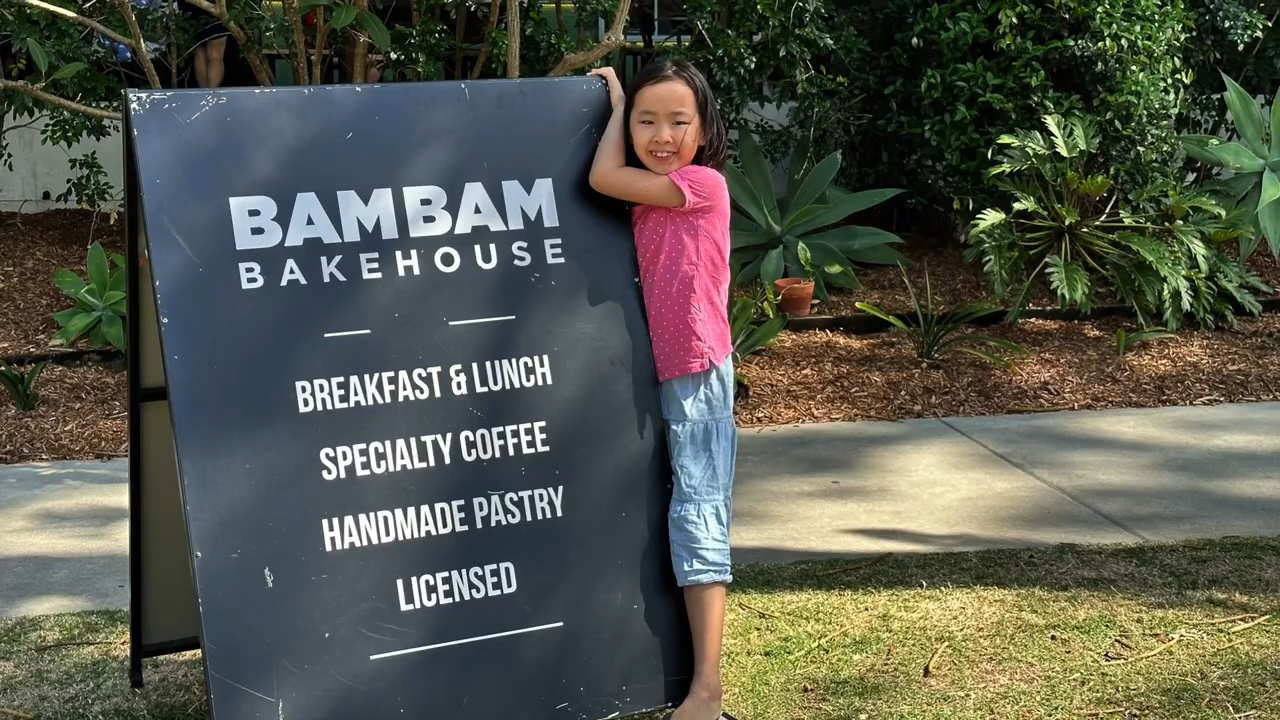 BAMBAM
BAKEHOUSE
BREAKFAST & LUNCH
SPECIALTY COFFEE
HANDMADE PASTRY
LICENSED